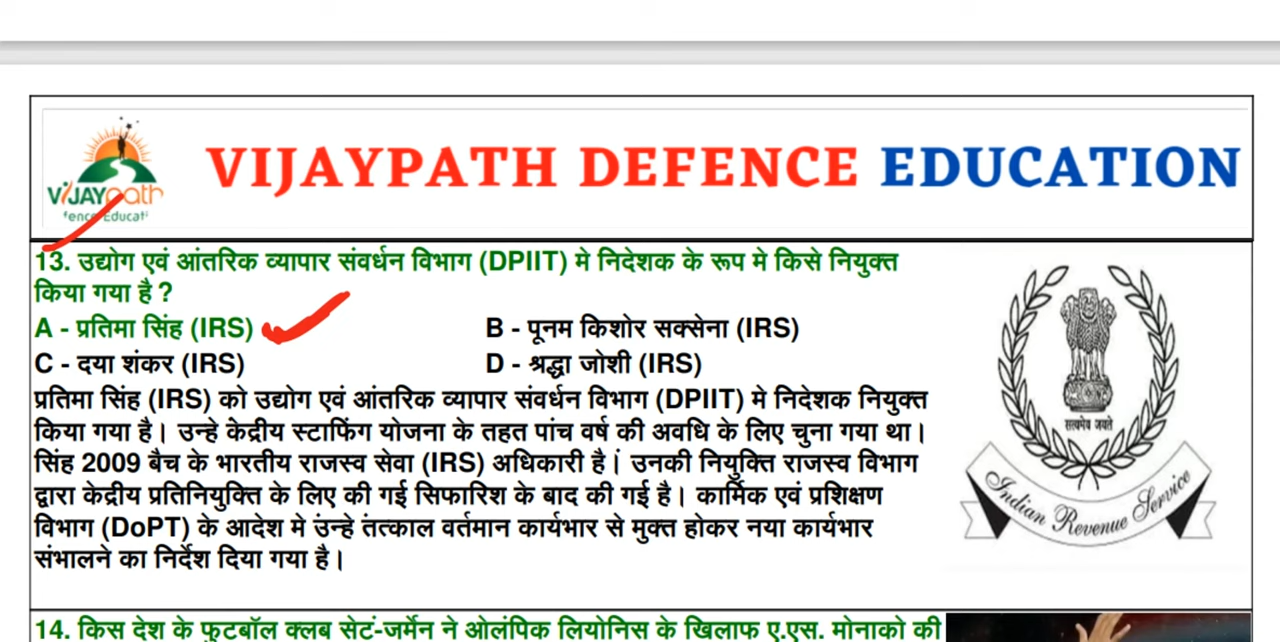 VIJAYpath
fence Educati
VIJAYPATH DEFENCE EDUCATION
13. उद्योग एवं आंतरिक व्यापार संवर्धन विभाग (DPIIT) मे निदेशक के रूप मे किसे नियुक्त
किया गया है ?
A - प्रतिमा सिंह (IRS)
B - पूनम किशोर सक्सेना (IRS)
C - दया शंकर (IRS)
D - श्रद्धा जोशी (IRS)
प्रतिमा सिंह (IRS) को उद्योग एवं आंतरिक व्यापार संवर्धन विभाग (DPIIT) मे निदेशक नियुक्त
किया गया है। उन्हे केंद्रीय स्टाफिंग योजना के तहत पांच वर्ष की अवधि के लिए चुना गया था।
सिंह 2009 बैच के भारतीय राजस्व सेवा (IRS) अधिकारी है। उनकी नियुक्ति राजस्व विभाग
द्वारा केंद्रीय प्रतिनियुक्ति के लिए की गई सिफारिश के बाद की गई है। कार्मिक एवं प्रशिक्षण
विभाग (DoPT) के आदेश मे उन्हे तत्काल वर्तमान कार्यभार से मुक्त होकर नया कार्यभार
संभालने का निर्देश दिया गया है।
सत्यमेव जयते
Indian Revenue Service
14. किस देश के फुटबॉल क्लब सेटं-जर्मेन ने ओलंपिक लियोनिस के खिलाफ ए.एस. मोनाको की